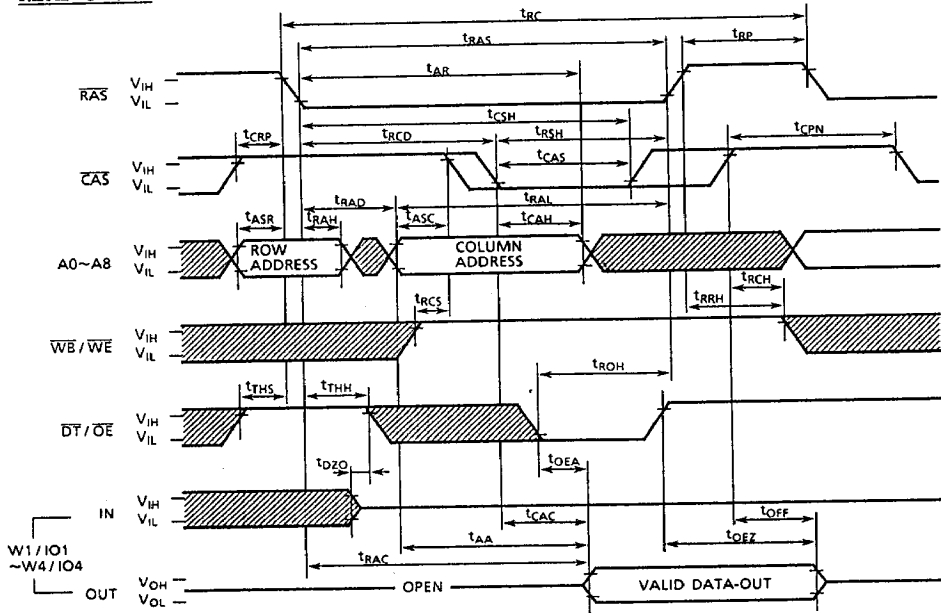 tRC
tRAS
tRP
tAR
RAS
VIH
VIL
tCSH
tCRP
tRCD
tRSH
tCPN
tCAS
CAS
VIH
VIL
tRAD
tRAL
tASR
tRAH
tASC
tCAH
A0~A8
VIH
VIL
ROW
ADDRESS
COLUMN
ADDRESS
tRCH
tRCS
tRRH
WB/WE
VIH
VIL
tROH
tTHS
tTHH
DT/OE
VIH
VIL
tDZO
tOEA
IN
VIH
VIL
tCAC
tOFF
tAA
tOEZ
W1/IO1
~W4/IO4
tRAC
OUT
VOH
VOL
OPEN
VALID DATA-OUT